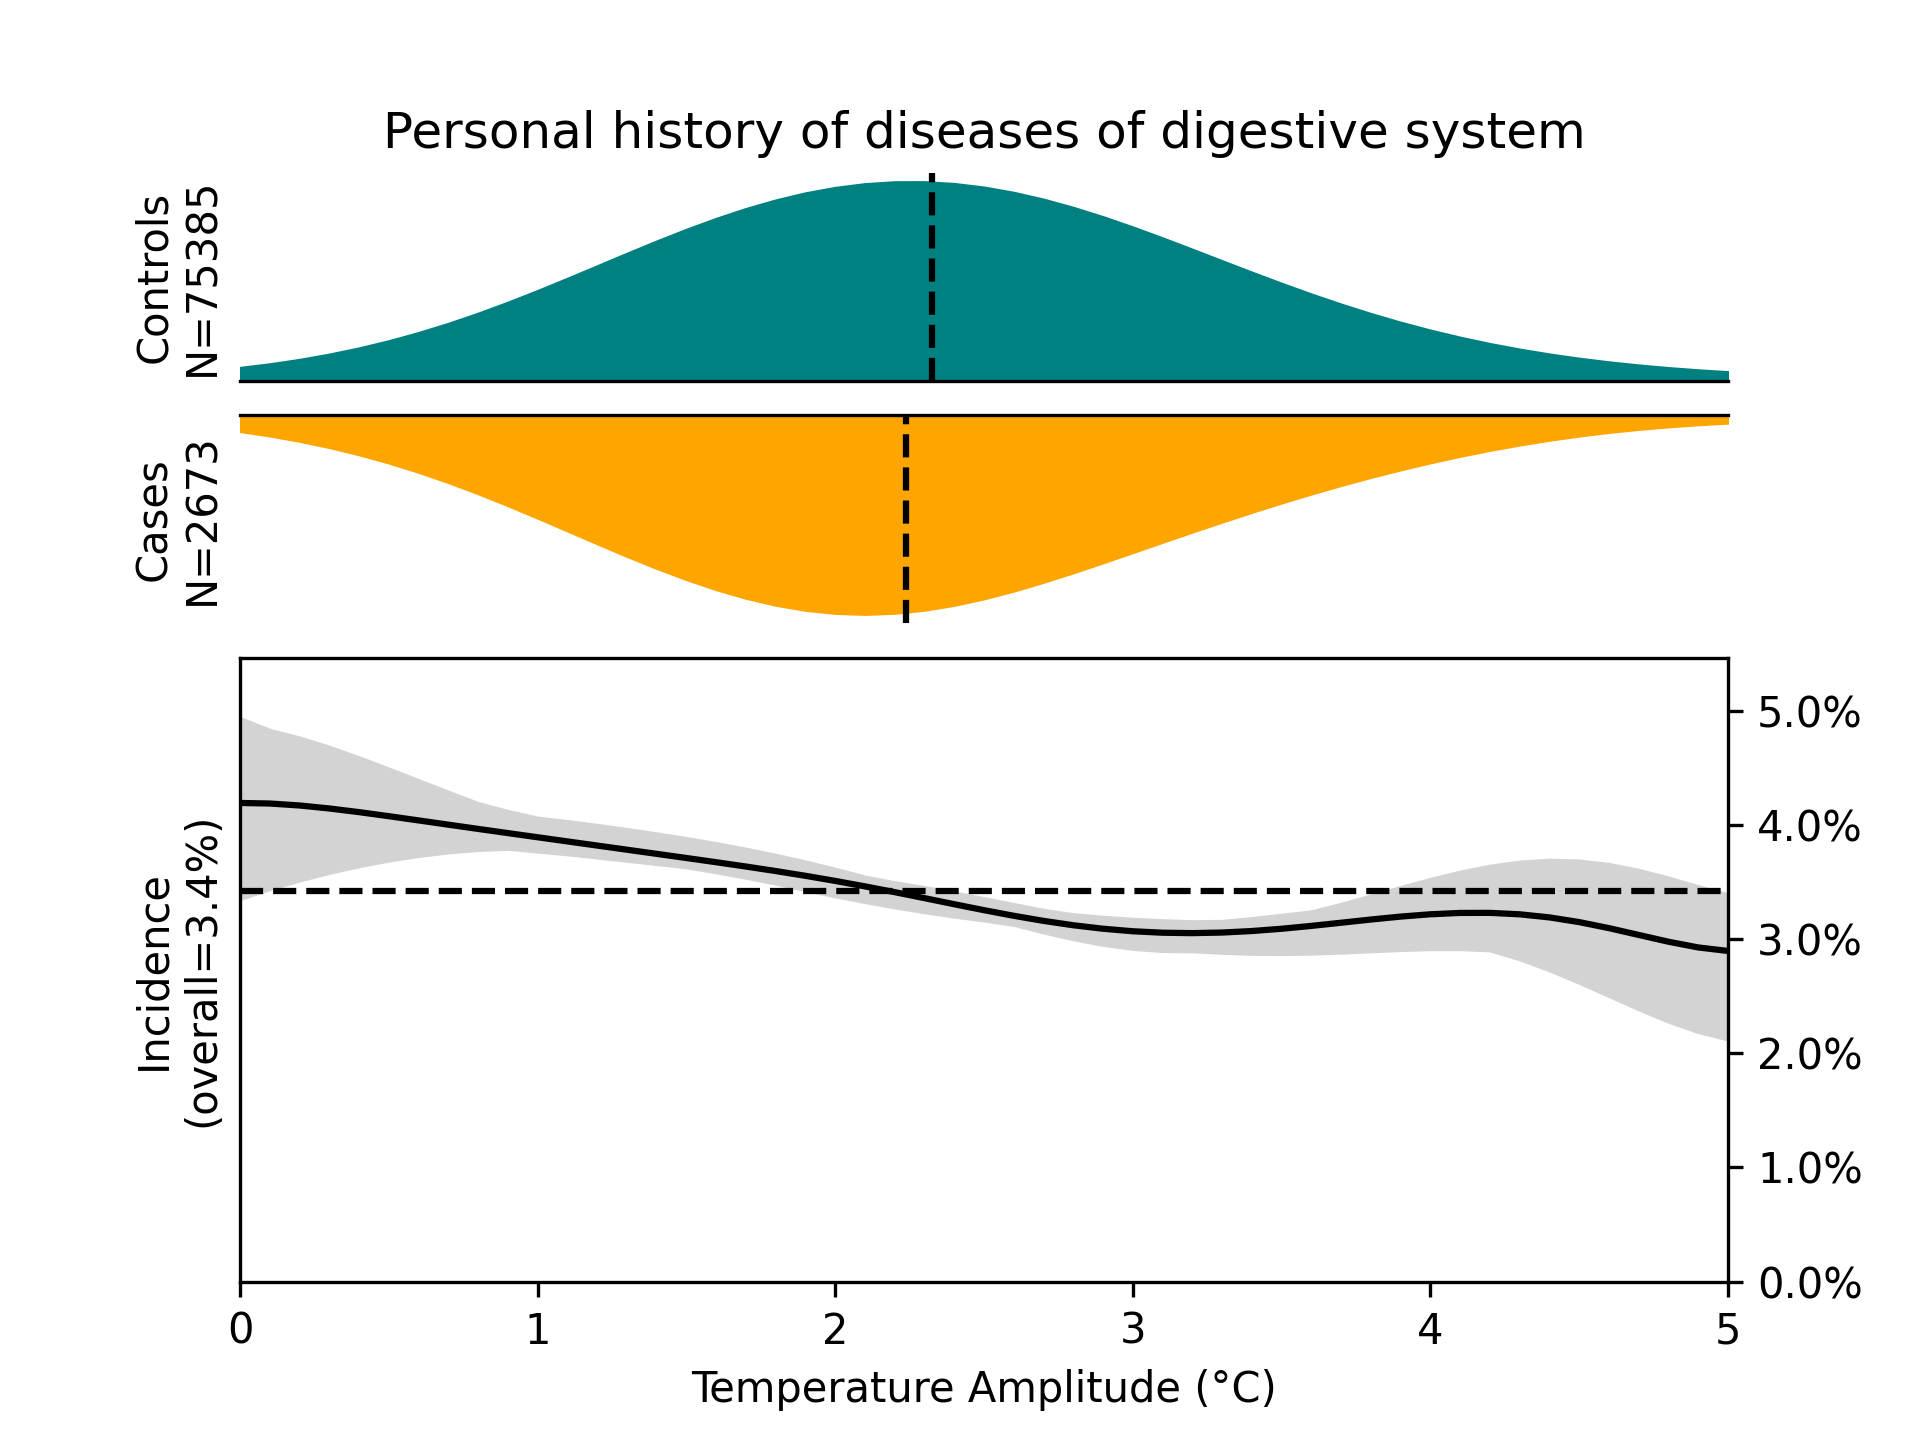 Personal history of diseases of digestive system
Controls
N=75385
Cases
N=2673
Incidence
(overall=3.4%)
5.0%
4.0%
3.0%
2.0%
1.0%
0.0%
0 1 2 3 4 5
Temperature Amplitude (°C)